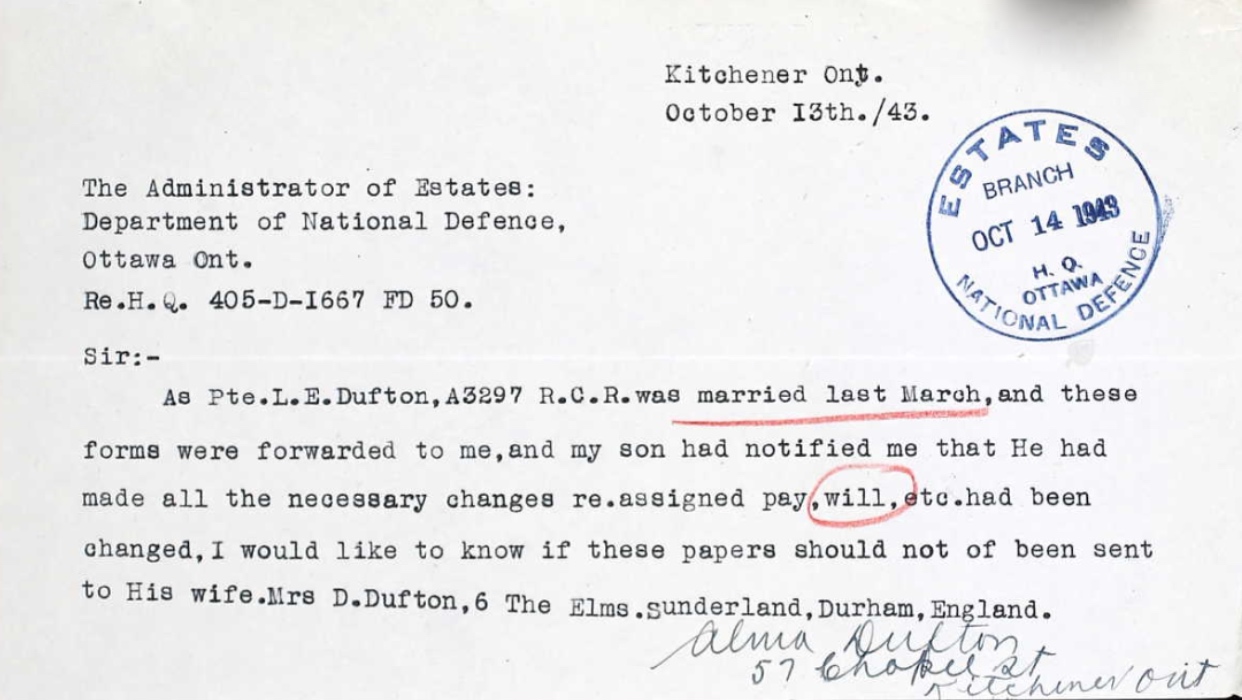 Kitchener Ont.
October I3th./43.
ESTATES
BRANCH
OCT 14 1943
H. Q.
OTTAWA
NATIONAL DEFENCE
The Administrator of Estates:
Department of National Defence,
Ottawa Ont.
Re.H.Q. 405-D-I667 FD 50.
Sir:-
As Pte.L.E.Dufton,A3297 R.C.R.was married last March,and these
forms were forwarded to me,and my son had notified me that He had
made all the necessary changes re.assigned pay,will,etc.had been
changed,I would like to know if these papers should not of been sent
to His wife.Mrs D.Dufton,6 The Elms.Sunderland,Durham,England.
Alma Dufton
57 Chapel St
Kitchener Ont